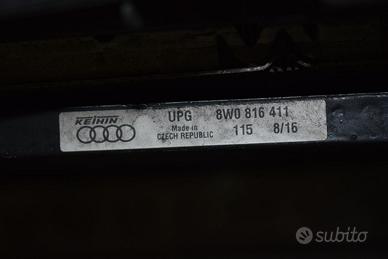 KEIHIN UPG 8W0 816 411
Made in 115 8/16
CZECH REPUBLIC
subito